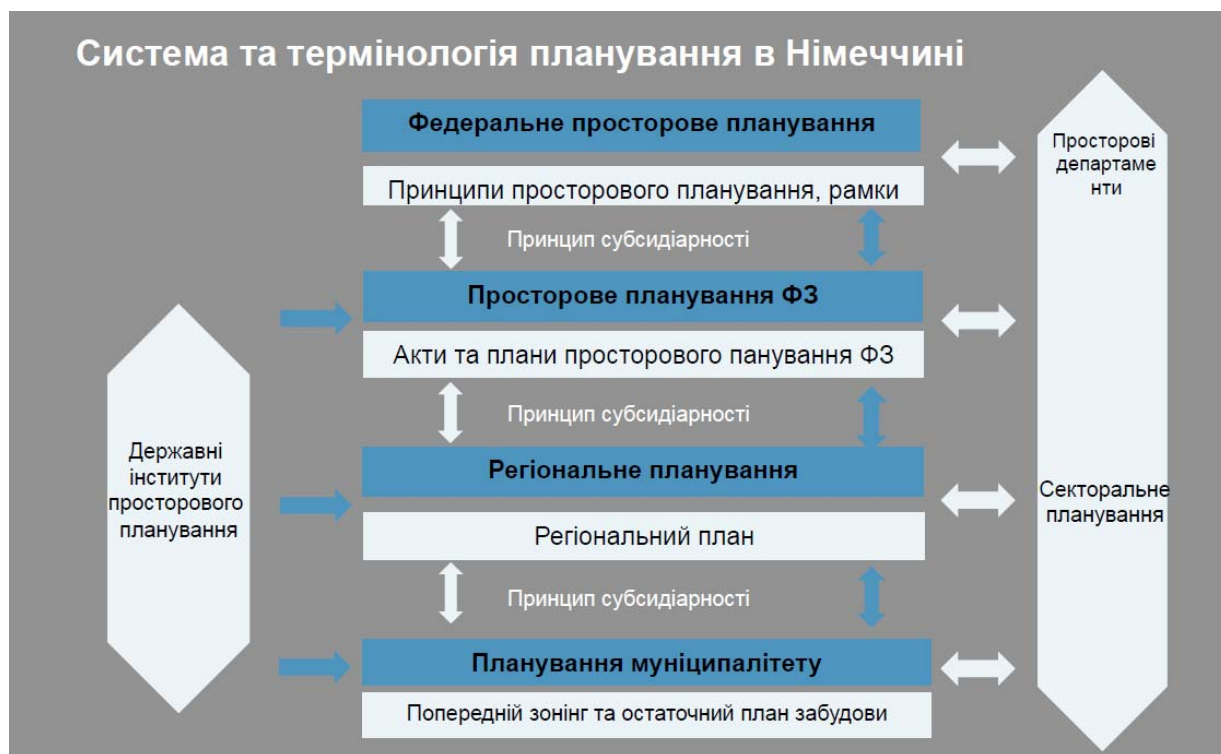 Система та термінологія планування в Німеччині
Федеральне просторове планування
Принципи просторового планування, рамки
Принцип субсидіарності
Просторове планування ФЗ
Акти та плани просторового панування ФЗ
Принцип субсидіарності
Регіональне планування
Регіональний план
Принцип субсидіарності
Планування муніципалітету
Попередній зонінг та остаточний план забудови
Державні
інститути
просторового
планування
Просторові
департаме
нти
Секторальне
планування